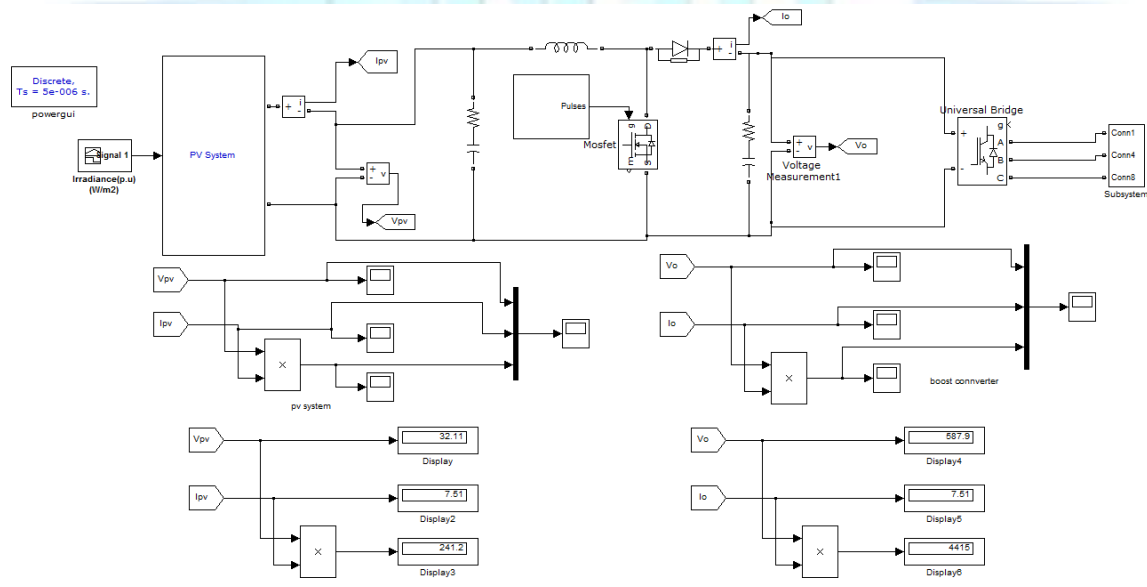 Discrete,
Ts = 5e-006 s.
powergui
Signal 1
Irradiance(p.u)
(W/m2)
PV System
+ i
-
Ipv
+
- v
Vpv
Pulses
g D
Mosfet
m S
+ i
-
Io
+
- v
Vo
Voltage
Measurement1
Universal Bridge
+ g
A
B
- C
Conn1
Conn4
Conn8
Subsystem
Vpv
Ipv
×
pv system
Vo
Io
×
boost connverter
Vpv
32.11
Display
Ipv
7.51
Display2
×
241.2
Display3
Vo
587.9
Display4
Io
7.51
Display5
×
4415
Display6